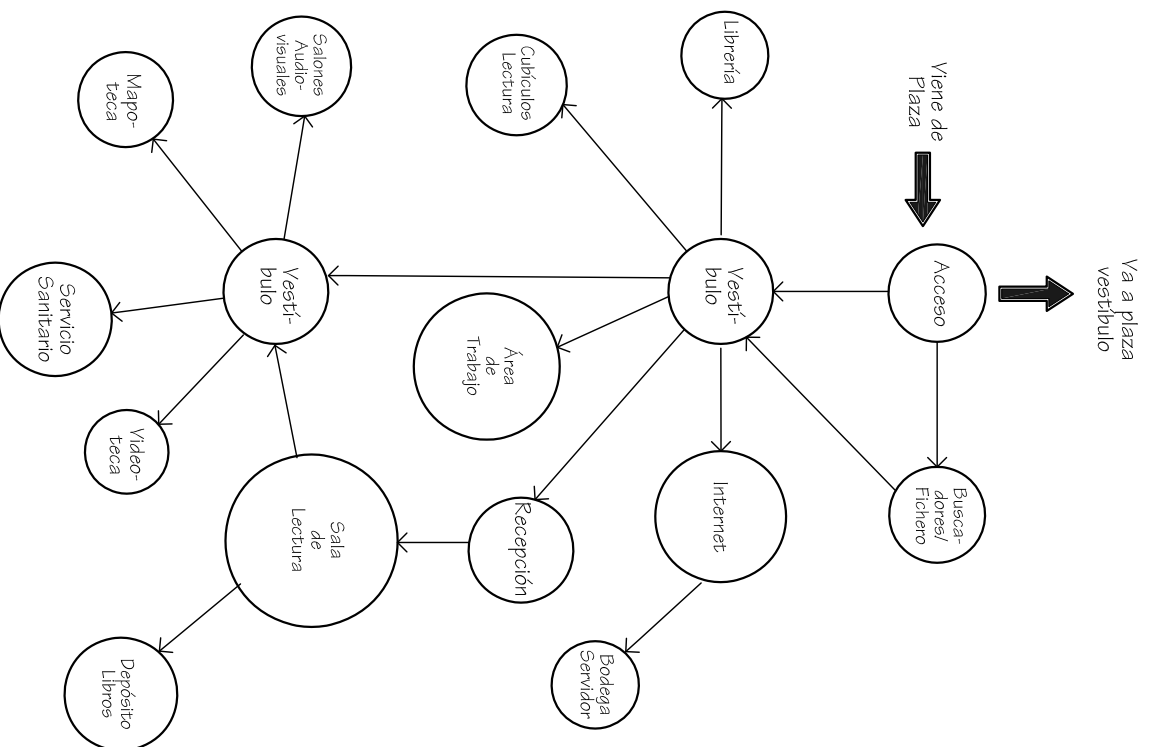 Va a plaza
vestíbulo
Viene de
Plaza
Acceso
Busca-
dores/
Fichero
Librería
Vestí-
bulo
Internet
Bodega
Servidor
Cubículos
Lectura
Área
de
Trabajo
Recepción
Salones
Audio-
visuales
Vestí-
bulo
Sala
de
Lectura
Mapo-
teca
Servicio
Sanitario
Video-
teca
Depósito
Libros